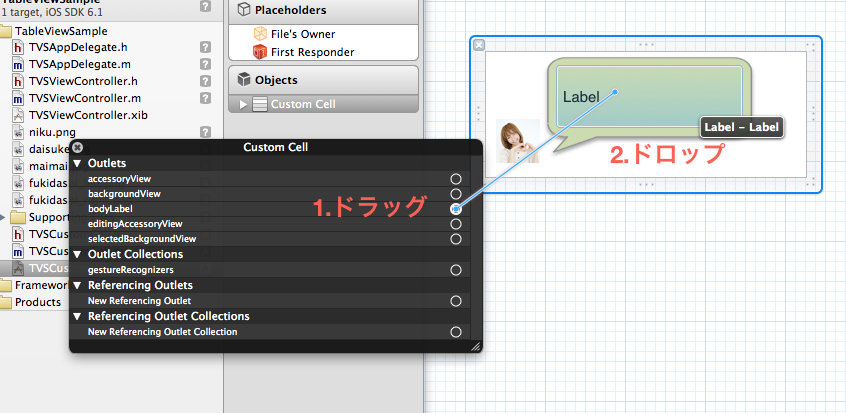 TableViewSample
1 target, iOS SDK 6.1
TableViewSample
TVSAppDelegate.h
TVSAppDelegate.m
TVSViewController.h
TVSViewController.m
TVSViewController.xib
niku.png
daisuke
maimai
fukidas
fukidas
Support
TVSCus
TVSCus
TVSCus
Framework
Products
Placeholders
File's Owner
First Responder
Objects
Custom Cell
Custom Cell
Outlets
accessoryView
backgroundView
bodyLabel
editingAccessoryView
selectedBackgroundView
Outlet Collections
gestureRecognizers
Referencing Outlets
New Referencing Outlet
Referencing Outlet Collections
New Referencing Outlet Collection
1.ドラッグ
Label
Label – Label
2.ドロップ